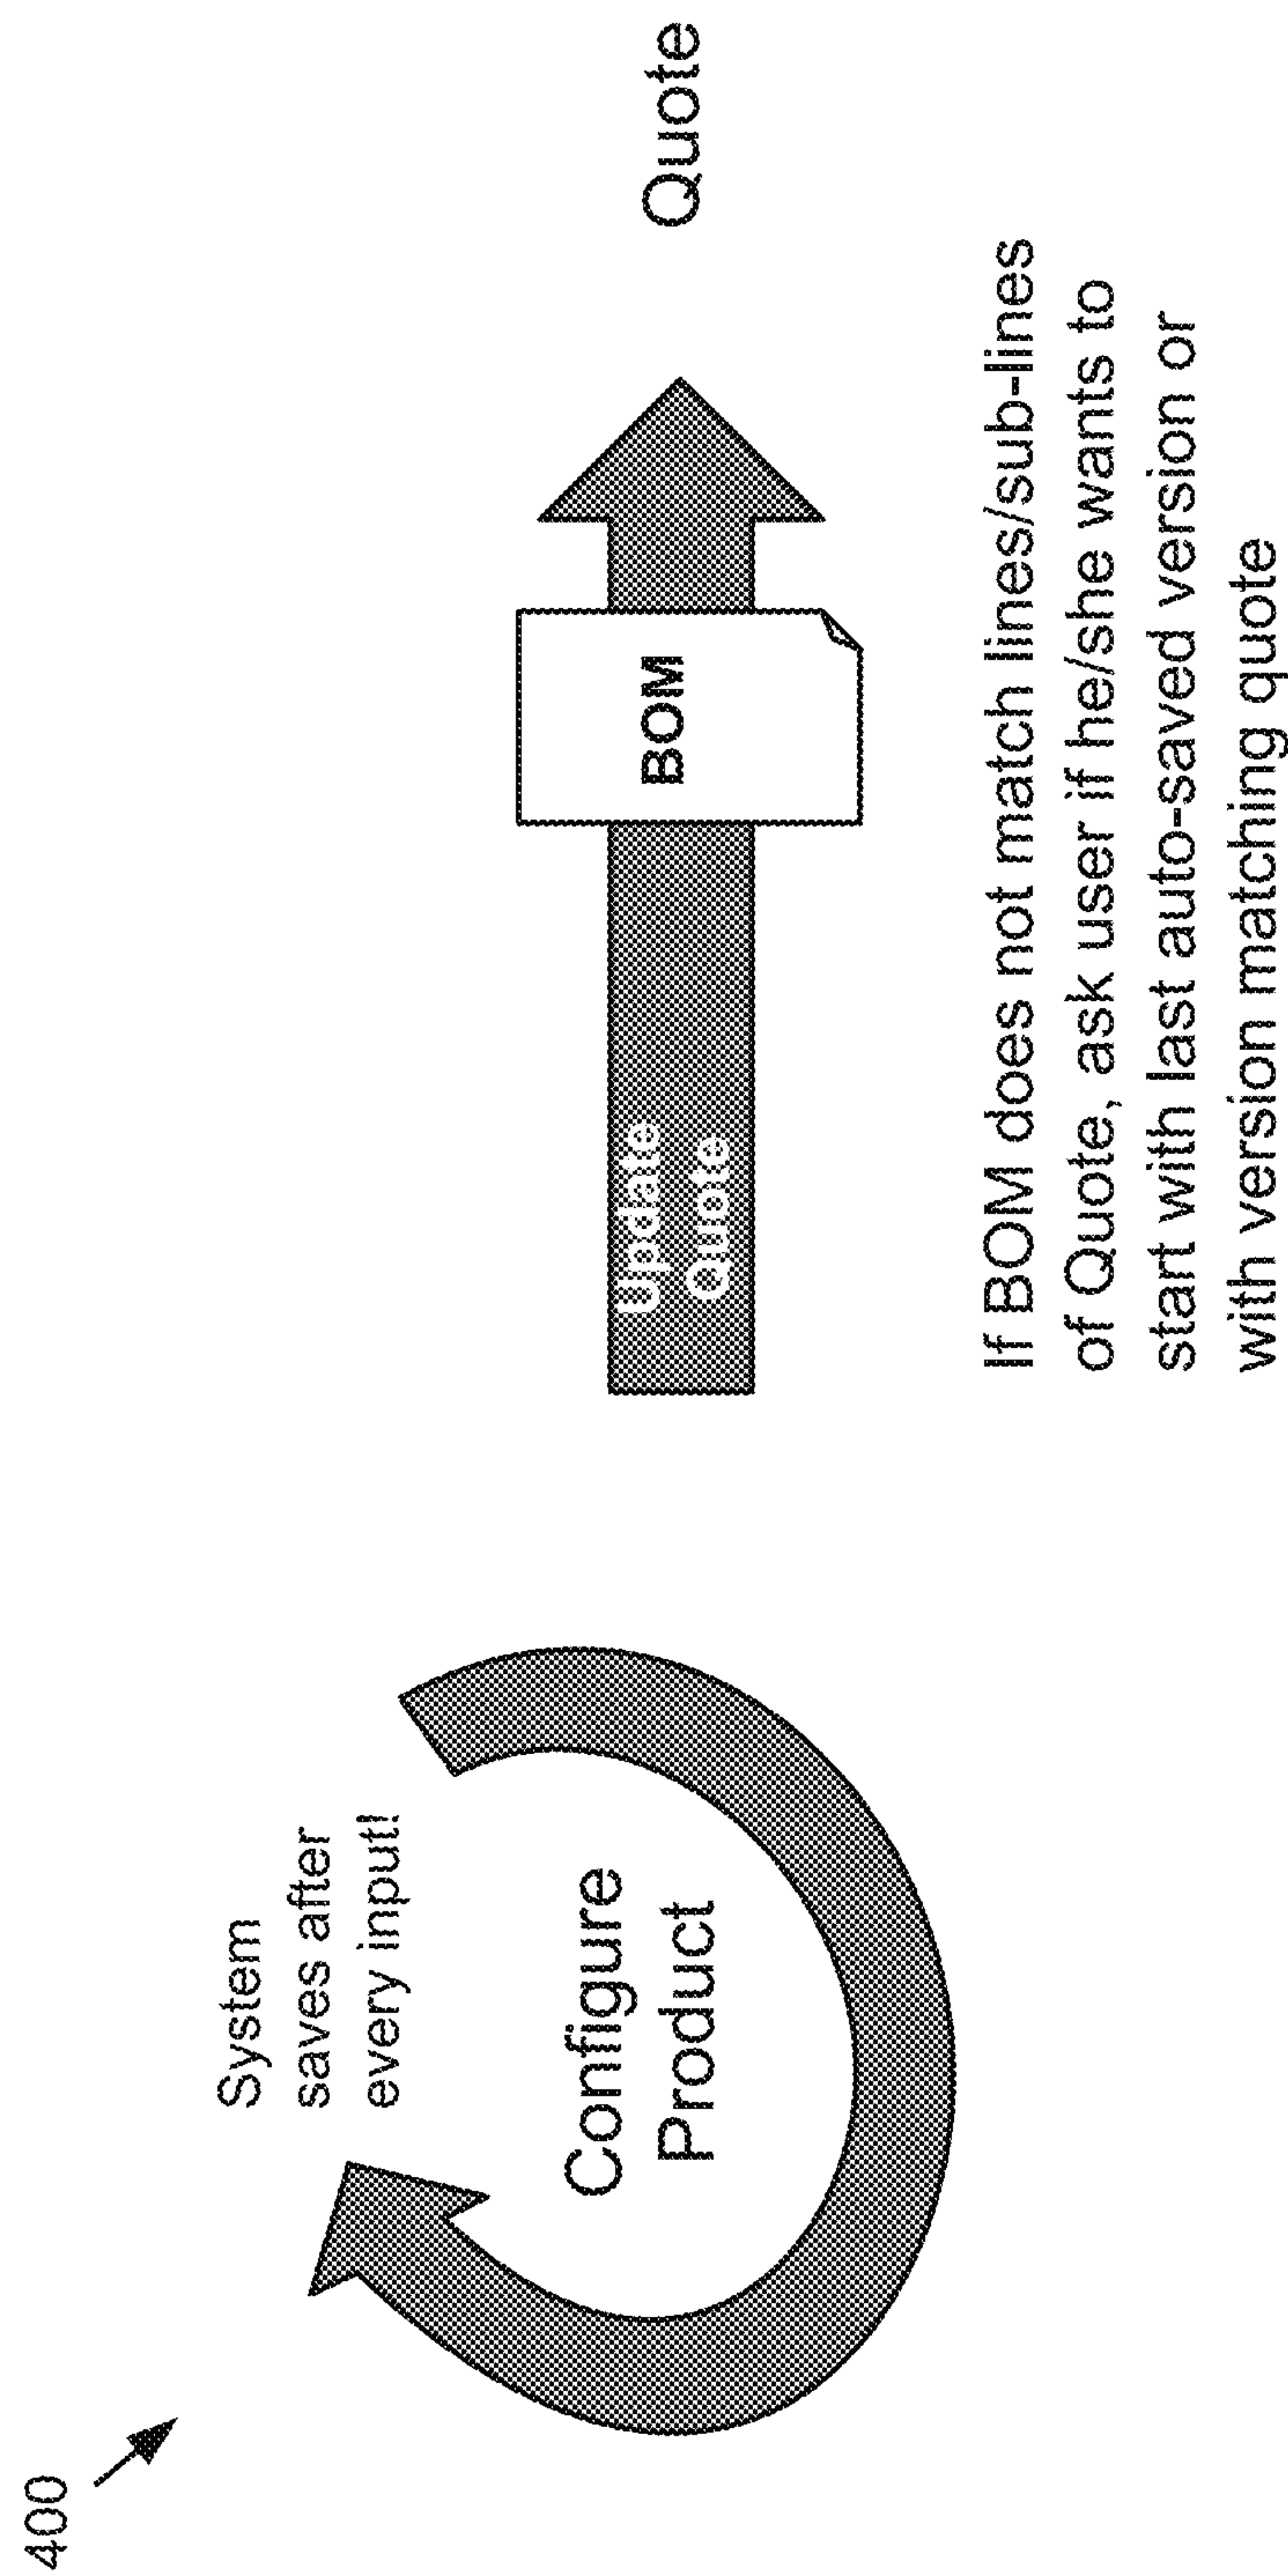 400
System
saves after
every input!
Configure
Product
Update
Quote
BOM
Quote
If BOM does not match lines/sub-lines
of Quote, ask user if he/she wants to
start with last auto-saved version or
with version matching quote